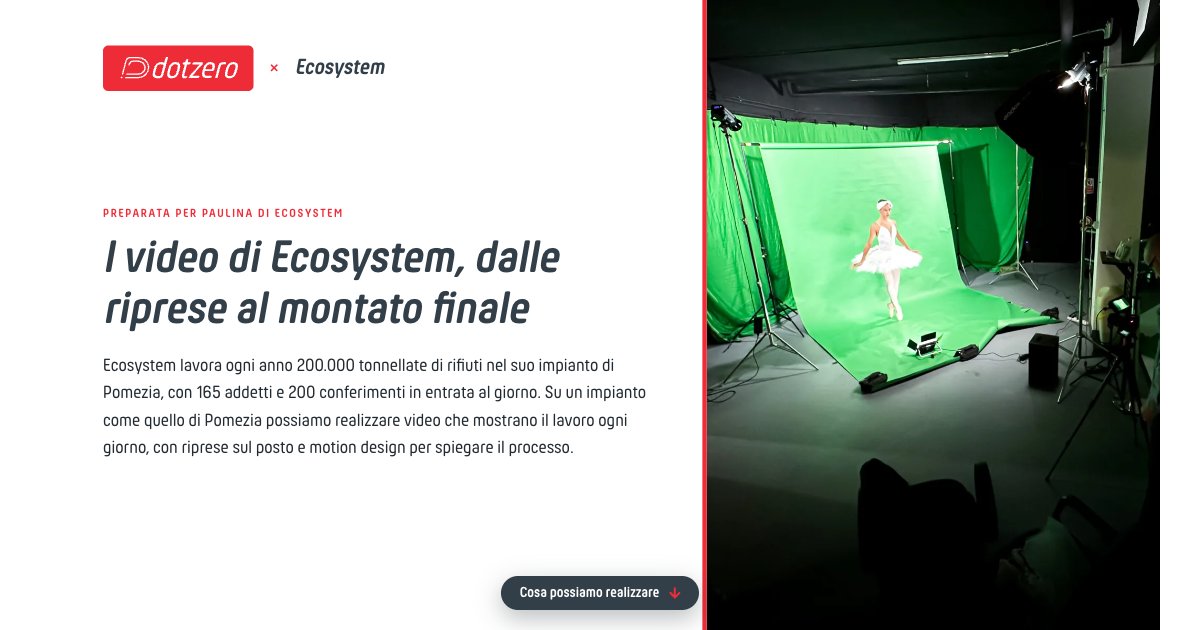 dotzero × Ecosystem
PREPARATA PER PAULINA DI ECOSYSTEM
I video di Ecosystem, dalle
riprese al montato finale
Ecosystem lavora ogni anno 200.000 tonnellate di rifiuti nel suo impianto di
Pomezia, con 165 addetti e 200 conferimenti in entrata al giorno. Su un impianto
come quello di Pomezia possiamo realizzare video che mostrano il lavoro ogni
giorno, con riprese sul posto e motion design per spiegare il processo.
Cosa possiamo realizzare ↓